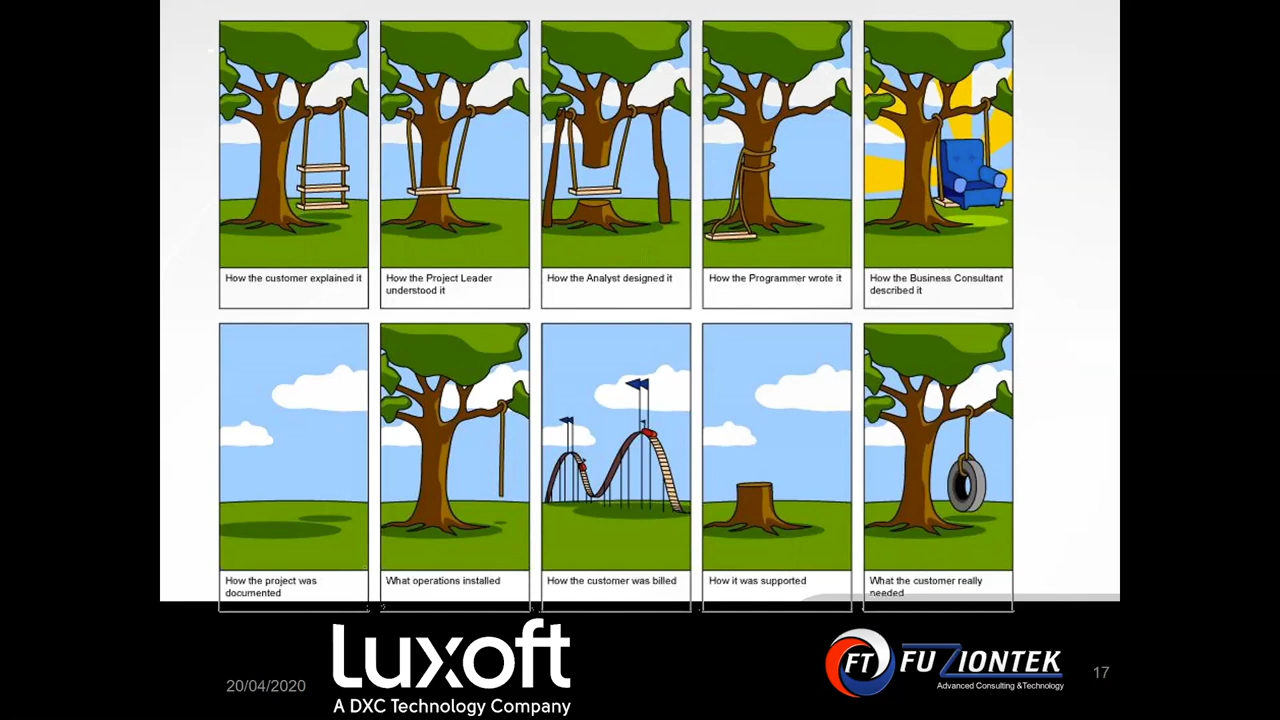 How the customer explained it
How the Project Leader
understood it
How the Analyst designed it
How the Programmer wrote it
How the Business Consultant
described it
How the project was
documented
What operations installed
How the customer was billed
How it was supported
What the customer really
needed
20/04/2020
Luxoft
A DXC Technology Company
FT
FUZIONTEK
Advanced Consulting &Technology
17